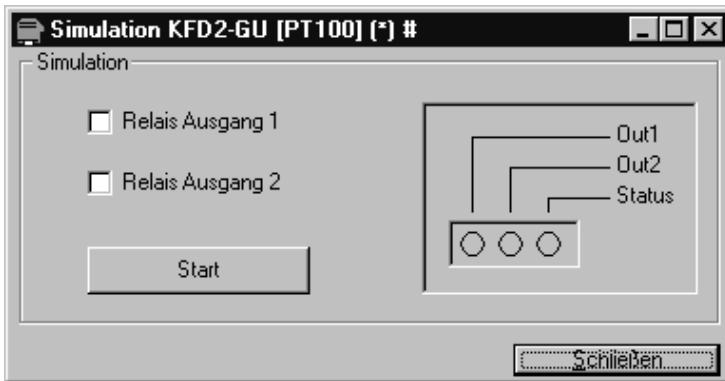 Simulation KFD2-GU [PT100] (*) #
Simulation
Relais Ausgang 1
Relais Ausgang 2
Out1
Out2
Status
Start
Schließen